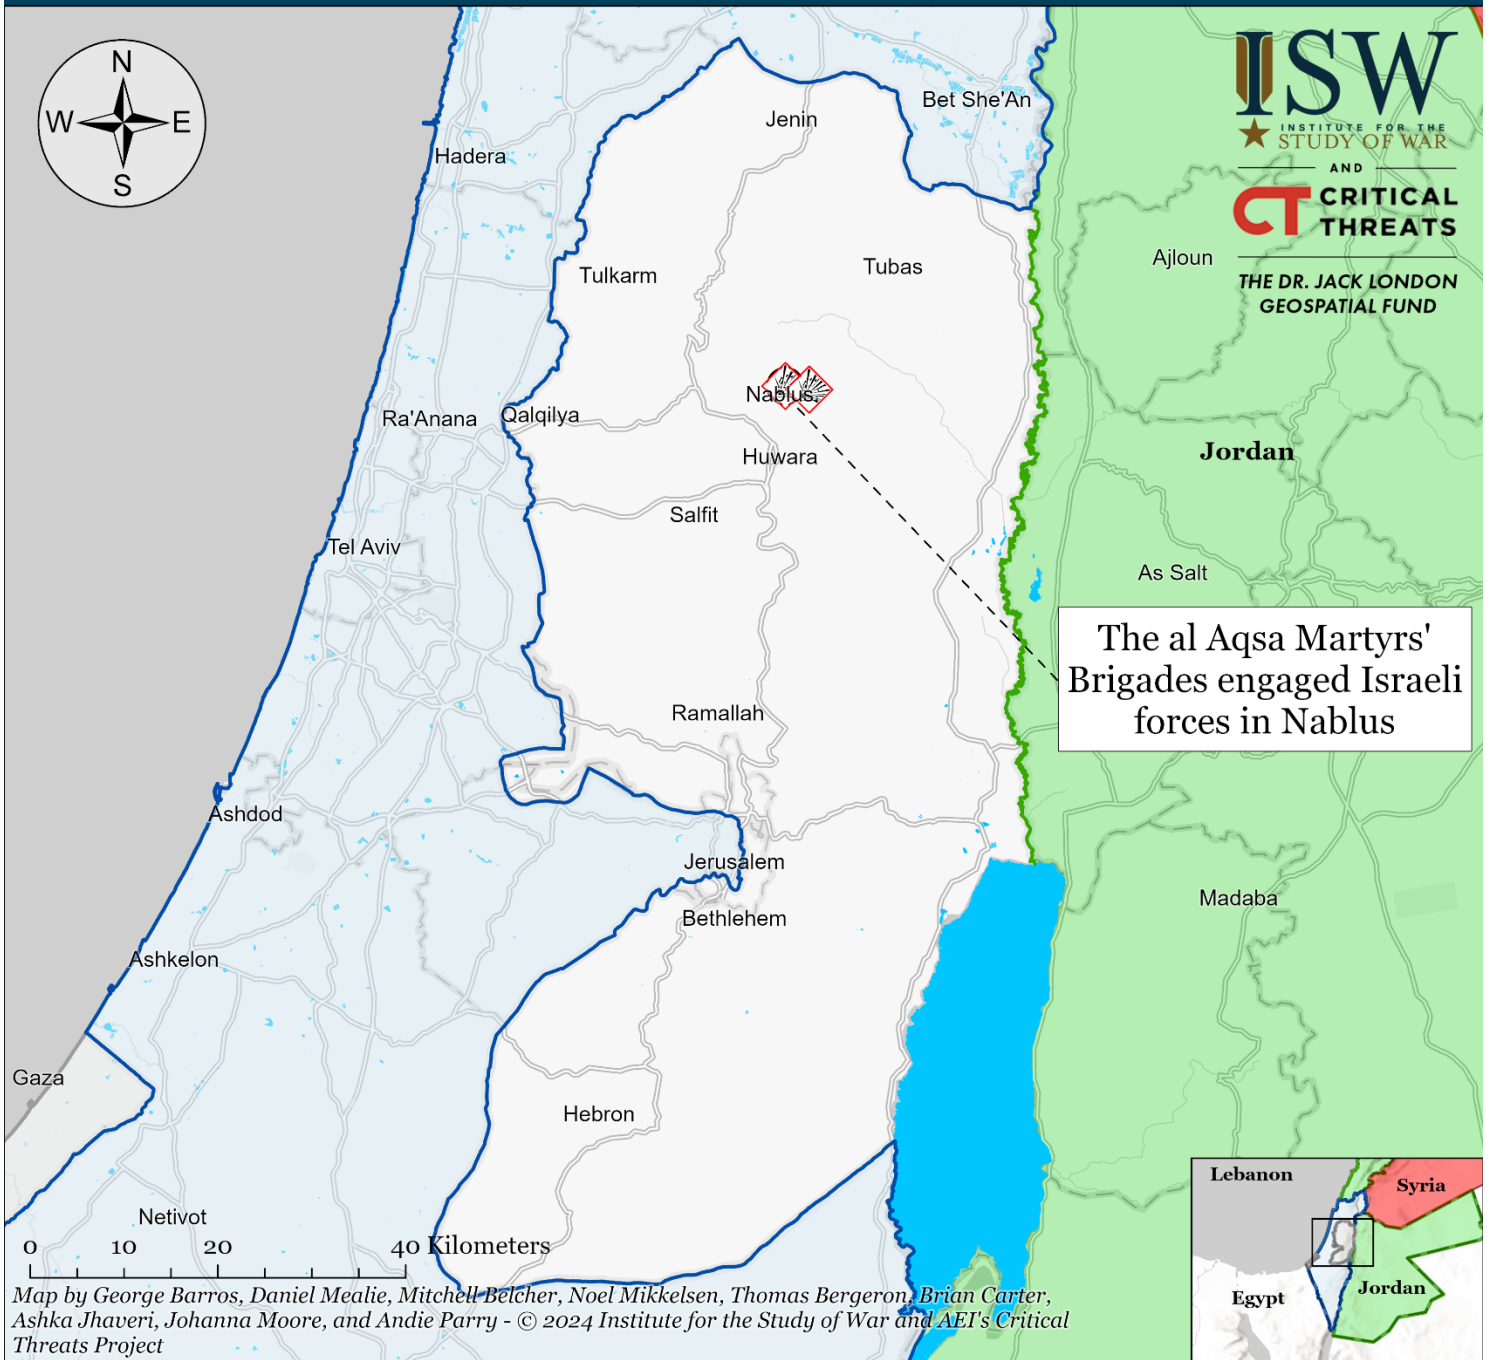 N
W
E
S
ISW
INSTITUTE FOR THE
STUDY OF WAR
AND
CT CRITICAL
THREATS
THE DR. JACK LONDON
GEOSPATIAL FUND
Bet She'An
Jenin
Hadera
Ajloun
Tubas
Tulkarm
Nablus
Qalqilya
Ra'Anana
Jordan
Huwara
Salfit
Tel Aviv
As Salt
The al Aqsa Martyrs'
Brigades engaged Israeli
forces in Nablus
Ramallah
Ashdod
Jerusalem
Madaba
Bethlehem
Ashkelon
Gaza
Hebron
Netivot
Lebanon
Syria
Jordan
Egypt
0 10 20 40 Kilometers
Map by George Barros, Daniel Mealie, Mitchell Belcher, Noel Mikkelsen, Thomas Bergeron, Brian Carter,
Ashka Jhaveri, Johanna Moore, and Andie Parry - © 2024 Institute for the Study of War and AEI's Critical
Threats Project